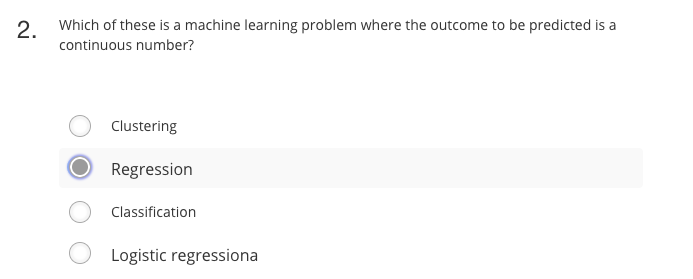 2. Which of these is a machine learning problem where the outcome to be predicted is a
continuous number?
Clustering
Regression
Classification
Logistic regressiona